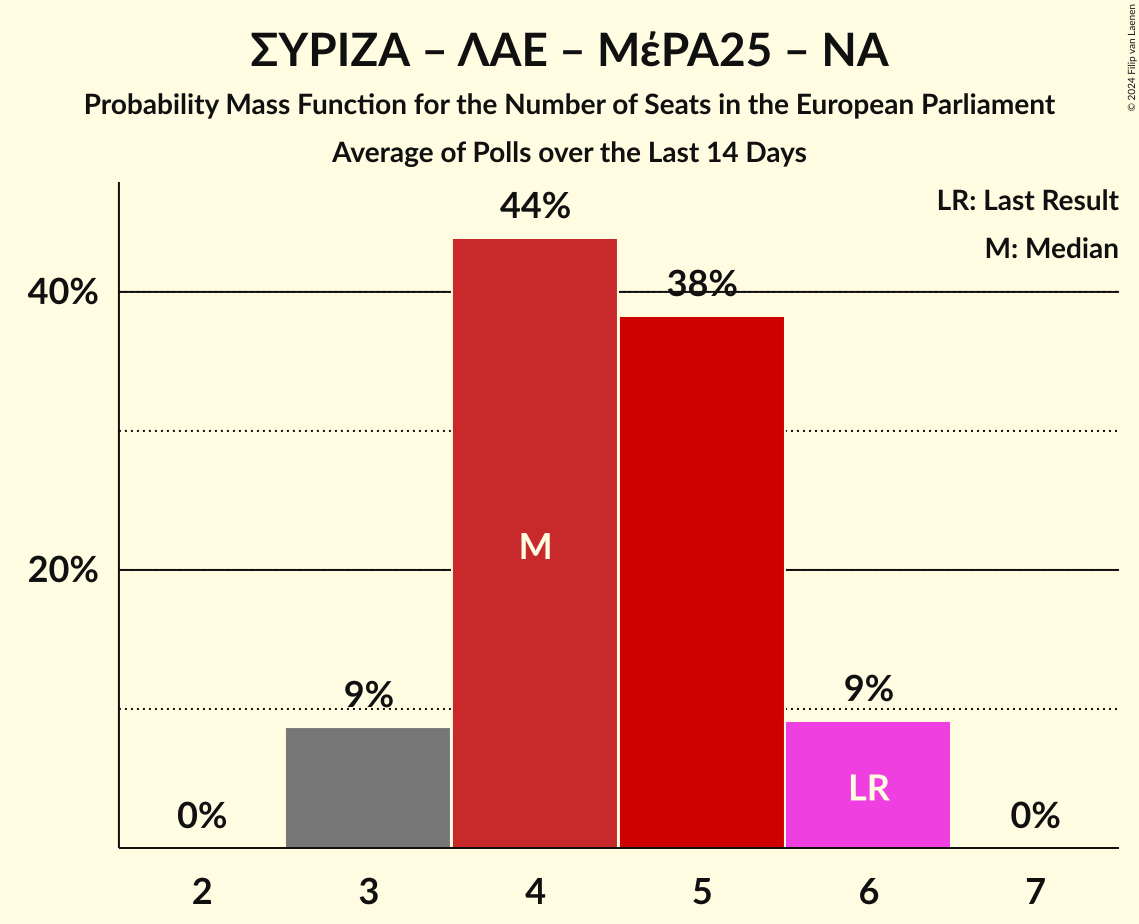 ΣΥΡΙΖΑ – ΛΑΕ – ΜέΡΑ25 – ΝΑ
Probability Mass Function for the Number of Seats in the European Parliament
Average of Polls over the Last 14 Days
© 2024 Filip van Laenen
LR: Last Result
M: Median
44%
38%
40%
M
20%
9%
9%
LR
0%
0%
2 3 4 5 6 7